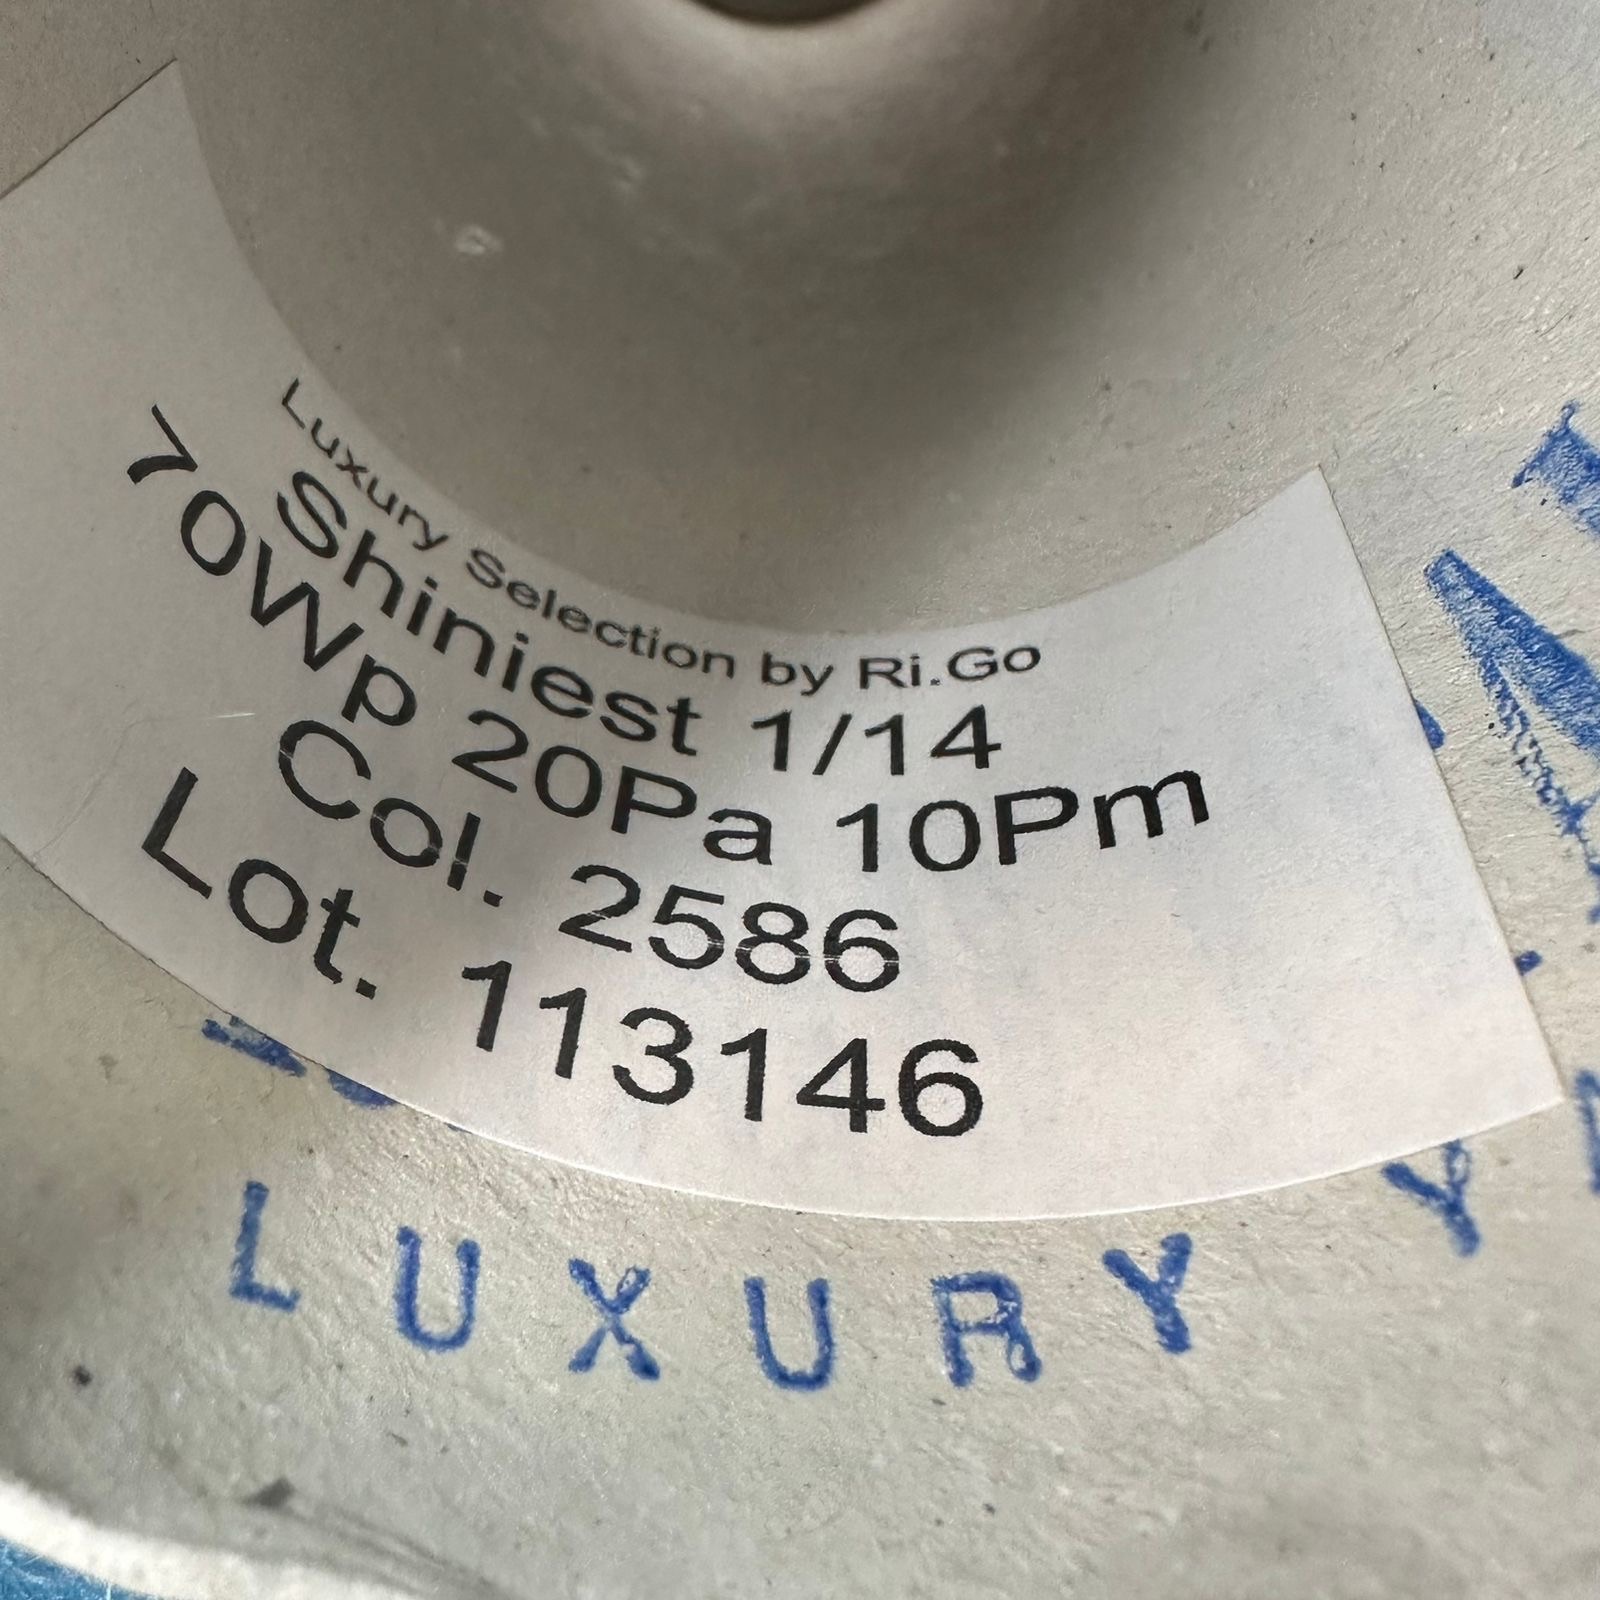 Luxury Selection by Ri.Go
Shiniest 1/14
70Wp 20Pa 10Pm
Col. 2586
Lot. 113146
LUXURY Y